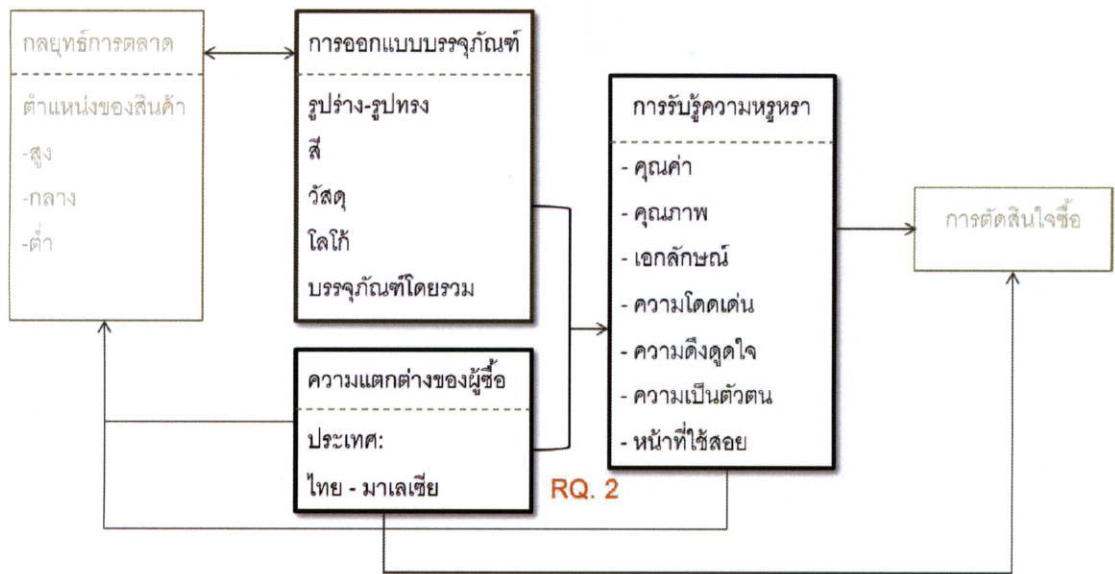 กลยุทธ์การตลาด
ตำแหน่งของสินค้า
-สูง
-กลาง
-ต่ำ
การออกแบบบรรจุภัณฑ์
รูปร่าง-รูปทรง
สี
วัสดุ
โลโก้
บรรจุภัณฑ์โดยรวม
ความแตกต่างของผู้ซื้อ
ประเทศ:
ไทย - มาเลเซีย
RQ. 2
การรับรู้ความหรูหรา
- คุณค่า
- คุณภาพ
- เอกลักษณ์
- ความโดดเด่น
- ความดึงดูดใจ
- ความเป็นตัวตน
- หน้าที่ใช้สอย
การตัดสินใจซื้อ